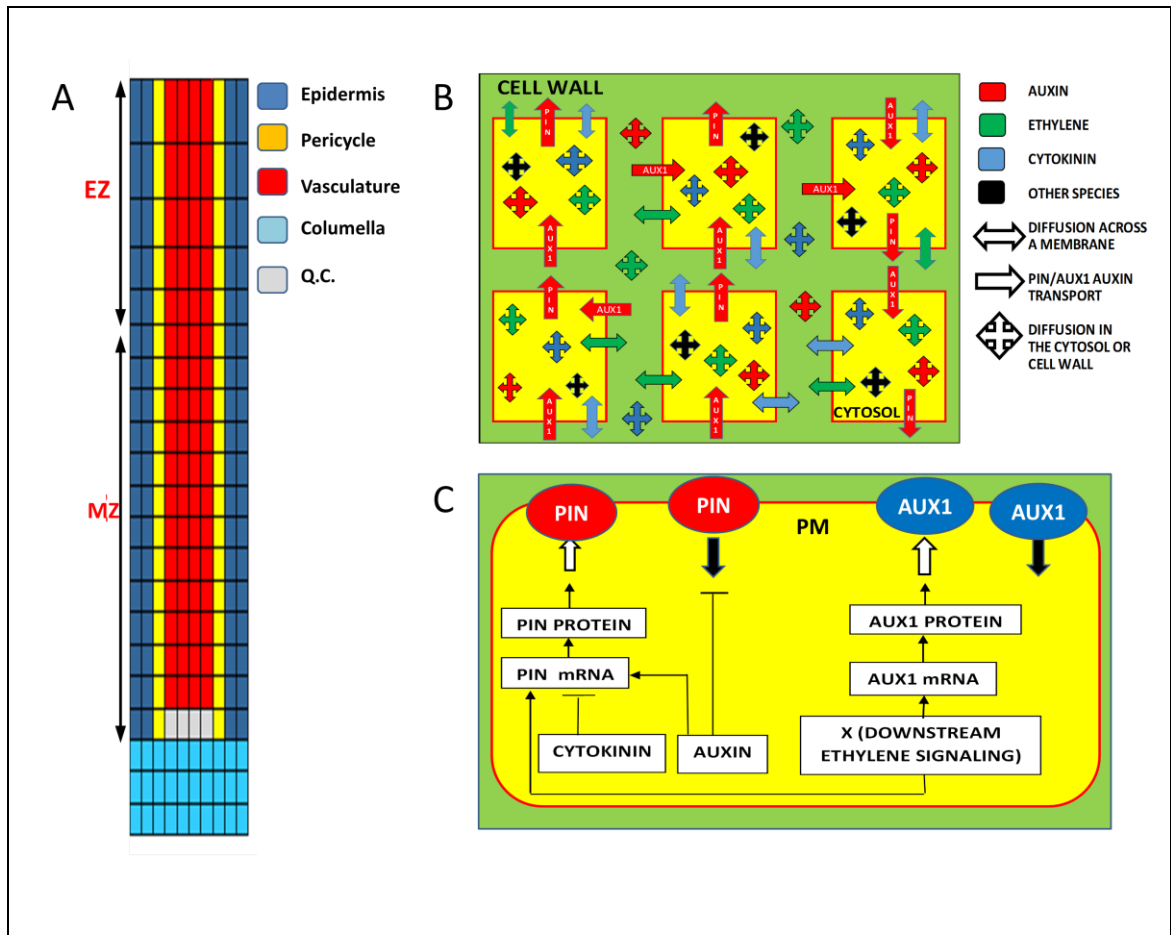 A
EZ
MZ
Epidermis
Pericycle
Vasculature
Columella
Q.C.
B
CELL WALL
PIN
PIN
AUX1
AUX1
AUX1
AUX1
AUX1
PIN
PIN
PIN
AUX1
AUX1
AUX1
AUX1
PIN
CYTOSOL
AUXIN
ETHYLENE
CYTOKININ
OTHER SPECIES
DIFFUSION ACROSS
A MEMBRANE
PIN/AUX1 AUXIN
TRANSPORT
DIFFUSION IN
THE CYTOSOL OR
CELL WALL
C
PIN
PIN
PM
AUX1
AUX1
PIN PROTEIN
PIN mRNA
CYTOKININ
AUXIN
AUX1 PROTEIN
AUX1 mRNA
X (DOWNSTREAM
ETHYLENE SIGNALING)